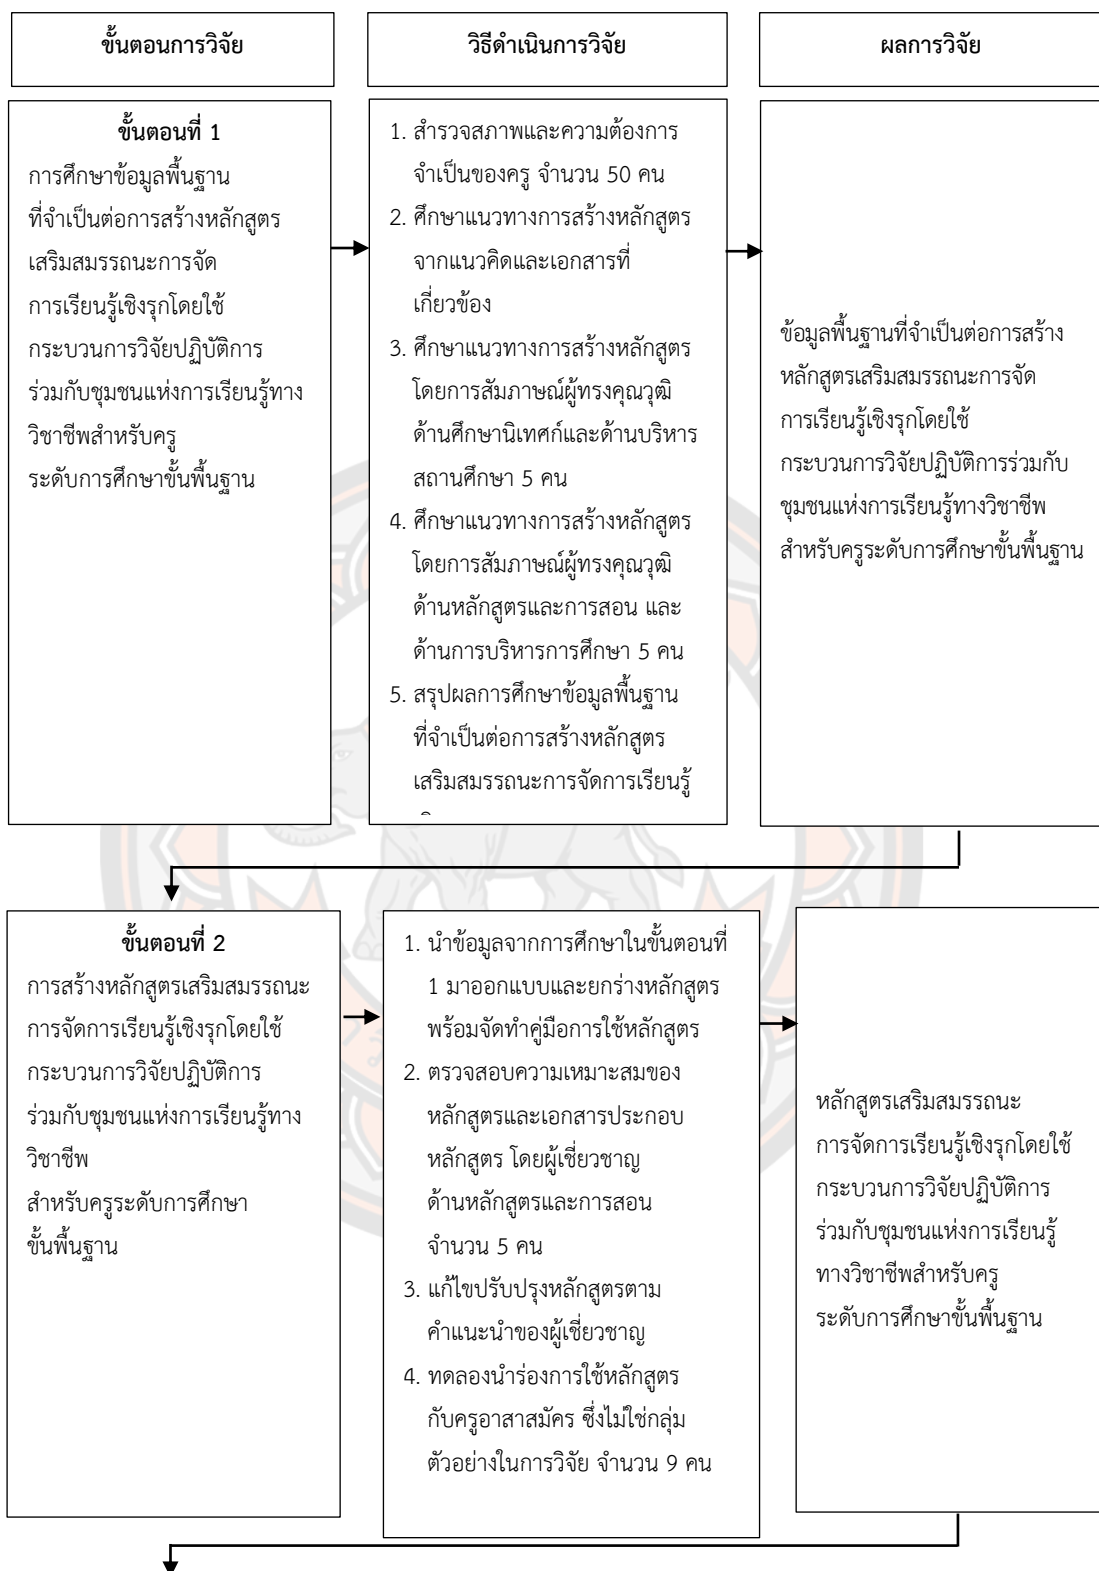 ขั้นตอนการวิจัย
วิธีดำเนินการวิจัย
ผลการวิจัย
ขั้นตอนที่ 1
การศึกษาข้อมูลพื้นฐาน
ที่จำเป็นต่อการสร้างหลักสูตร
เสริมสมรรถนะการจัด
การเรียนรู้เชิงรุกโดยใช้
กระบวนการวิจัยปฏิบัติการ
ร่วมกับชุมชนแห่งการเรียนรู้ทาง
วิชาชีพสำหรับครู
ระดับการศึกษาขั้นพื้นฐาน
1. สำรวจสภาพและความต้องการ
จำเป็นของครู จำนวน 50 คน
2. ศึกษาแนวทางการสร้างหลักสูตร
จากแนวคิดและเอกสารที่
เกี่ยวข้อง
3. ศึกษาแนวทางการสร้างหลักสูตร
โดยการสัมภาษณ์ผู้ทรงคุณวุฒิ
ด้านศึกษานิเทศก์และด้านบริหาร
สถานศึกษา 5 คน
4. ศึกษาแนวทางการสร้างหลักสูตร
โดยการสัมภาษณ์ผู้ทรงคุณวุฒิ
ด้านหลักสูตรและการสอน และ
ด้านการบริหารการศึกษา 5 คน
5. สรุปผลการศึกษาข้อมูลพื้นฐาน
ที่จำเป็นต่อการสร้างหลักสูตร
เสริมสมรรถนะการจัดการเรียนรู้
ข้อมูลพื้นฐานที่จำเป็นต่อการสร้าง
หลักสูตรเสริมสมรรถนะการจัด
การเรียนรู้เชิงรุกโดยใช้
กระบวนการวิจัยปฏิบัติการร่วมกับ
ชุมชนแห่งการเรียนรู้ทางวิชาชีพ
สำหรับครูระดับการศึกษาขั้นพื้นฐาน
ขั้นตอนที่ 2
การสร้างหลักสูตรเสริมสมรรถนะ
การจัดการเรียนรู้เชิงรุกโดยใช้
กระบวนการวิจัยปฏิบัติการ
ร่วมกับชุมชนแห่งการเรียนรู้ทาง
วิชาชีพ
สำหรับครูระดับการศึกษา
ขั้นพื้นฐาน
1. นำข้อมูลจากการศึกษาในขั้นตอนที่
1 มาออกแบบและยกร่างหลักสูตร
พร้อมจัดทำคู่มือการใช้หลักสูตร
2. ตรวจสอบความเหมาะสมของ
หลักสูตรและเอกสารประกอบ
หลักสูตร โดยผู้เชี่ยวชาญ
ด้านหลักสูตรและการสอน
จำนวน 5 คน
3. แก้ไขปรับปรุงหลักสูตรตาม
คำแนะนำของผู้เชี่ยวชาญ
4. ทดลองนำร่องการใช้หลักสูตร
กับครูอาสาสมัคร ซึ่งไม่ใช่กลุ่ม
ตัวอย่างในการวิจัย จำนวน 9 คน
หลักสูตรเสริมสมรรถนะ
การจัดการเรียนรู้เชิงรุกโดยใช้
กระบวนการวิจัยปฏิบัติการ
ร่วมกับชุมชนแห่งการเรียนรู้
ทางวิชาชีพสำหรับครู
ระดับการศึกษาขั้นพื้นฐาน